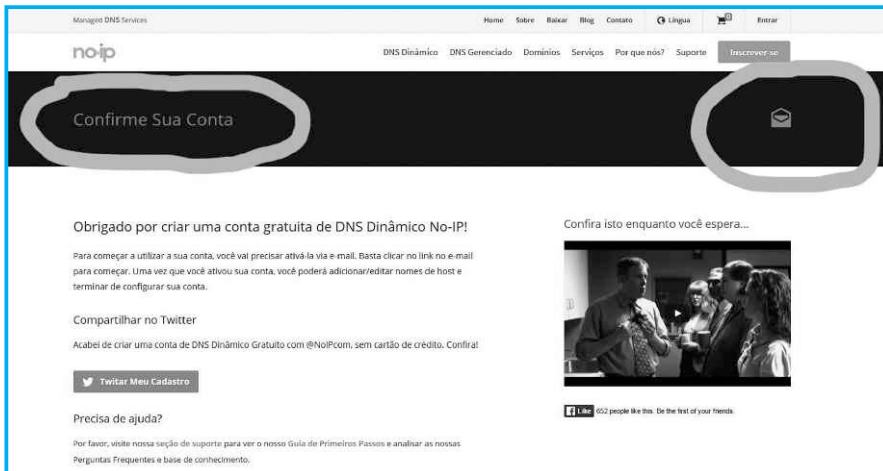 Managed DNS Services
Home Sobre Baixar Blog Contato Língua 0 Entrar
no-ip DNS Dinâmico DNS Gerenciado Domínios Serviços Por que nós? Suporte Inscrever-se
Confirme Sua Conta
Obrigado por criar uma conta gratuita de DNS Dinâmico No-IP!
Para começar a utilizar a sua conta, você vai precisar ativá-la via e-mail. Basta clicar no link no e-mail
para começar. Uma vez que você ativou sua conta, você poderá adicionar/editar nomes de host e
terminar de configurar sua conta.
Compartilhar no Twitter
Acabei de criar uma conta de DNS Dinâmico Gratuito com @NoIPcom, sem cartão de crédito. Confira!
Twitar Meu Cadastro
Precisa de ajuda?
Por favor, visite nossa seção de suporte para ver o nosso Guia de Primeiros Passos e analisar as nossas
Perguntas Frequentes e base de conhecimento.
Confira isto enquanto você espera...
Like 652 people like this. Be the first of your friends.